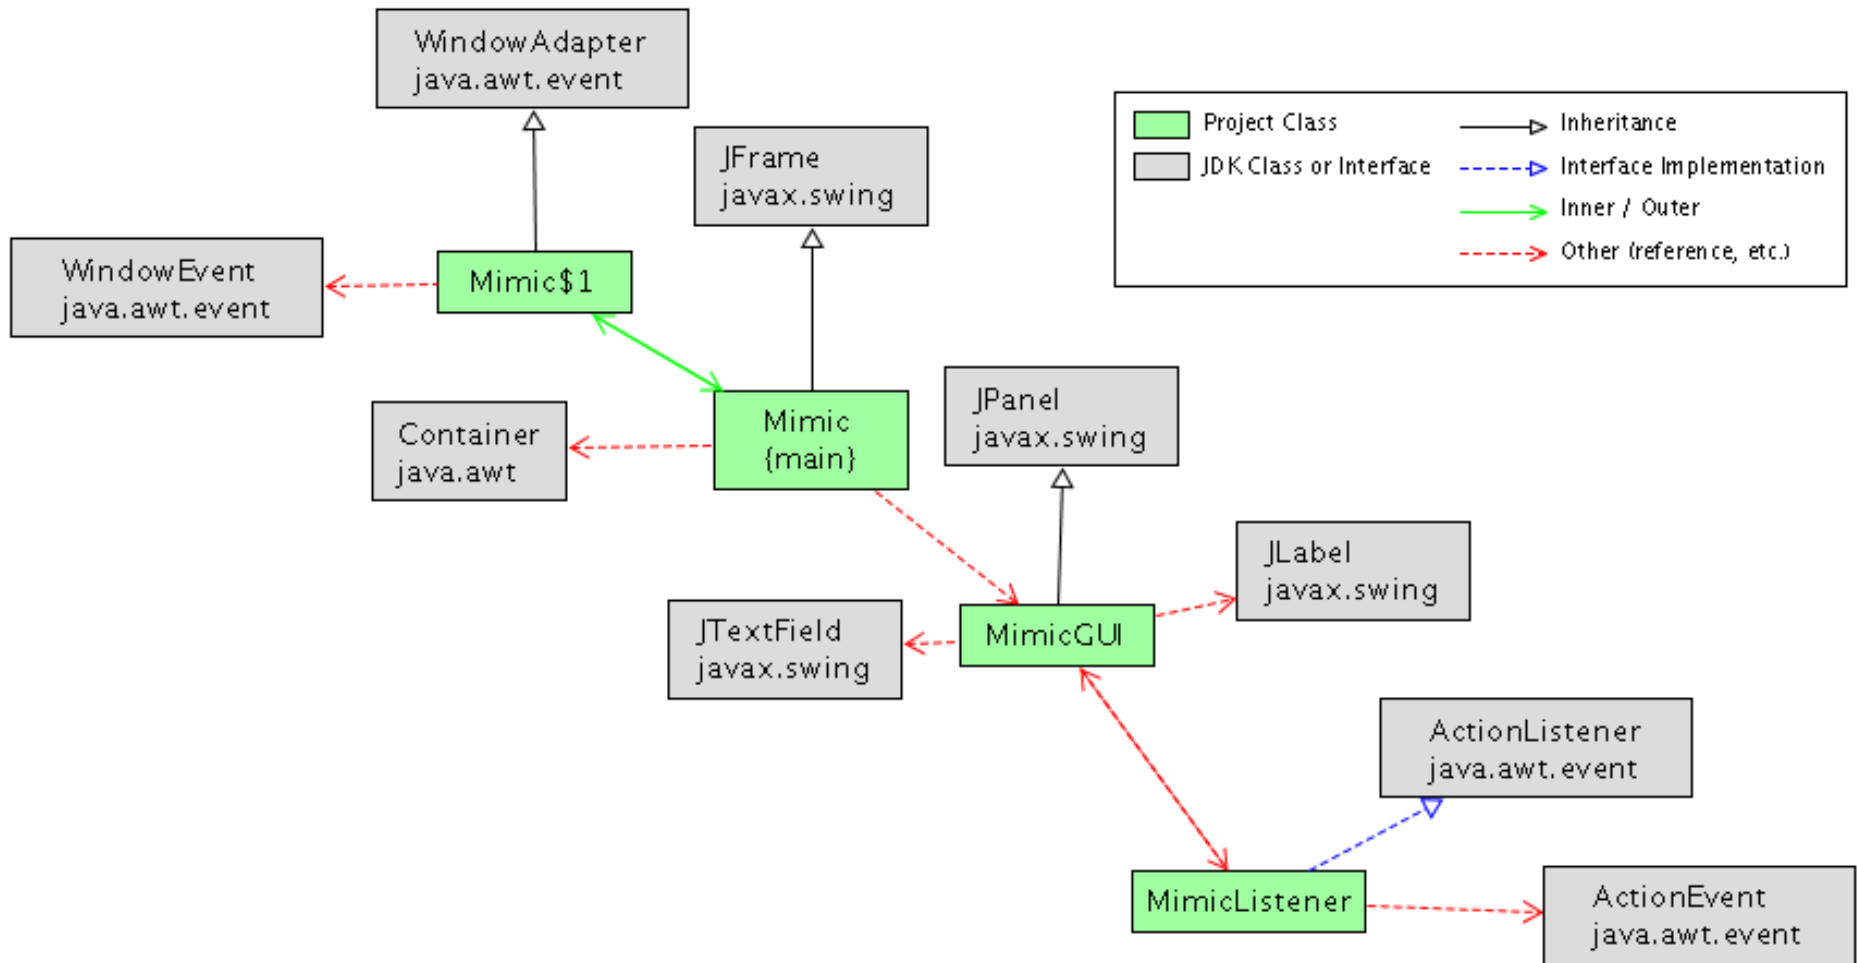 WindowAdapter
java.awt.event
JFrame
javax.swing
Project Class
Inheritance
JDK Class or Interface
Interface Implementation
Inner / Outer
Other (reference, etc.)
WindowEvent
java.awt.event
Mimic$1
Container
java.awt
Mimic
{main}
JPanel
javax.swing
JLabel
javax.swing
JTextField
javax.swing
MimicGUI
ActionListener
java.awt.event
MimicListener
ActionEvent
java.awt.event